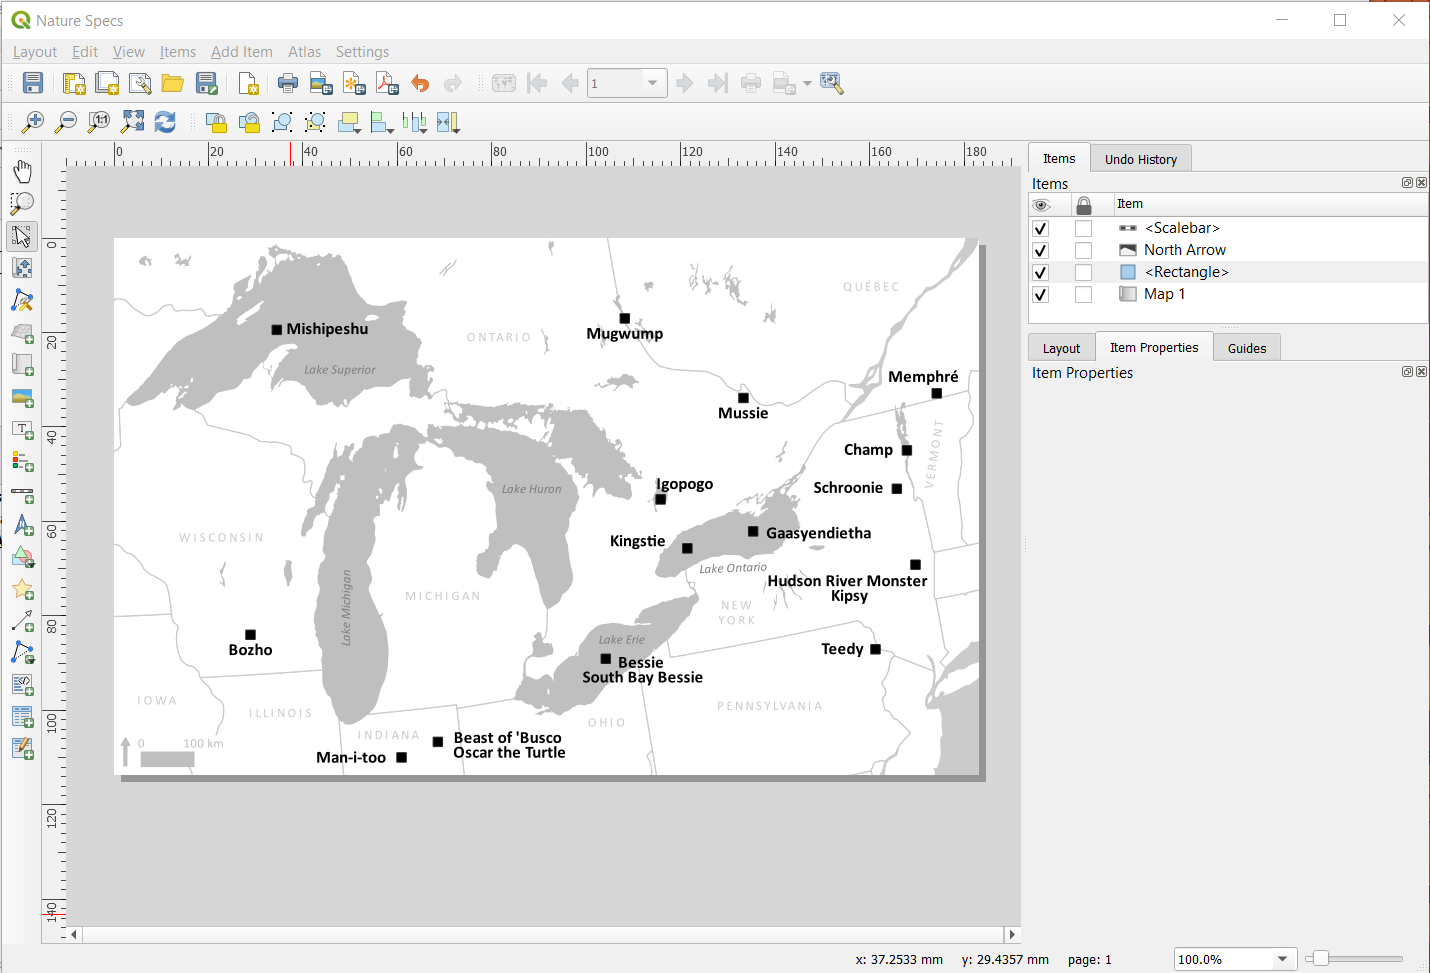 Nature Specs
Layout Edit View Items Add Item Atlas Settings
1
1:1
0 20 40 60 80 100 120 140 160 180
0
20
40
60
80
100
120
140
Items Undo History
Items
Item
<Scalebar>
North Arrow
<Rectangle>
Map 1
Layout Item Properties Guides
Item Properties
QUÉBEC
Mishipeshu
Mugwump
ONTARIO
Lake Superior
Memphré
Mussie
Champ
VERMONT
Igopogo
Schroonie
Lake Huron
Kingstie
Gaasyendietha
WISCONSIN
Lake Ontario
Hudson River Monster
Kipsy
MICHIGAN
Lake Michigan
NEW
YORK
Lake Erie
Bozho
Teedy
Bessie
South Bay Bessie
IOWA
ILLINOIS
PENNSYLVANIA
OHIO
INDIANA
Beast of 'Busco
Oscar the Turtle
Man-i-too
0 100 km
x: 37.2533 mm y: 29.4357 mm page: 1
100.0%